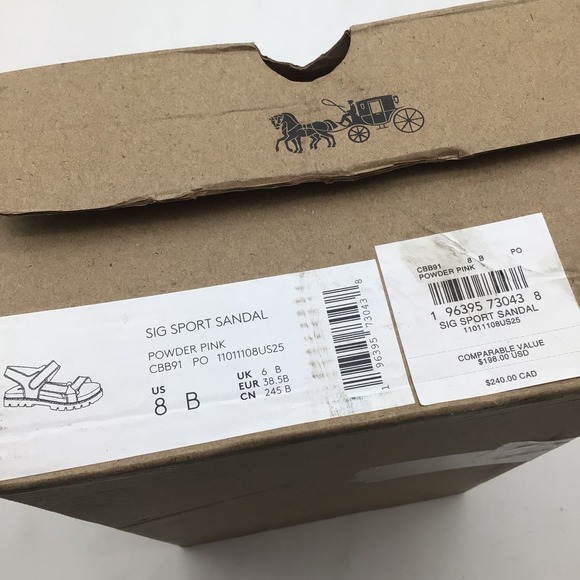 SIG SPORT SANDAL
POWDER PINK
CBB91 PO 11011108US25
US
8 B
UK 6 B
EUR 38.5B
CN 245 B
1 96395 73043 8
CBB91 8 B PO
POWDER PINK
1 96395 73043 8
SIG SPORT SANDAL
11011108US25
COMPARABLE VALUE
$198.00 USD
$240.00 CAD